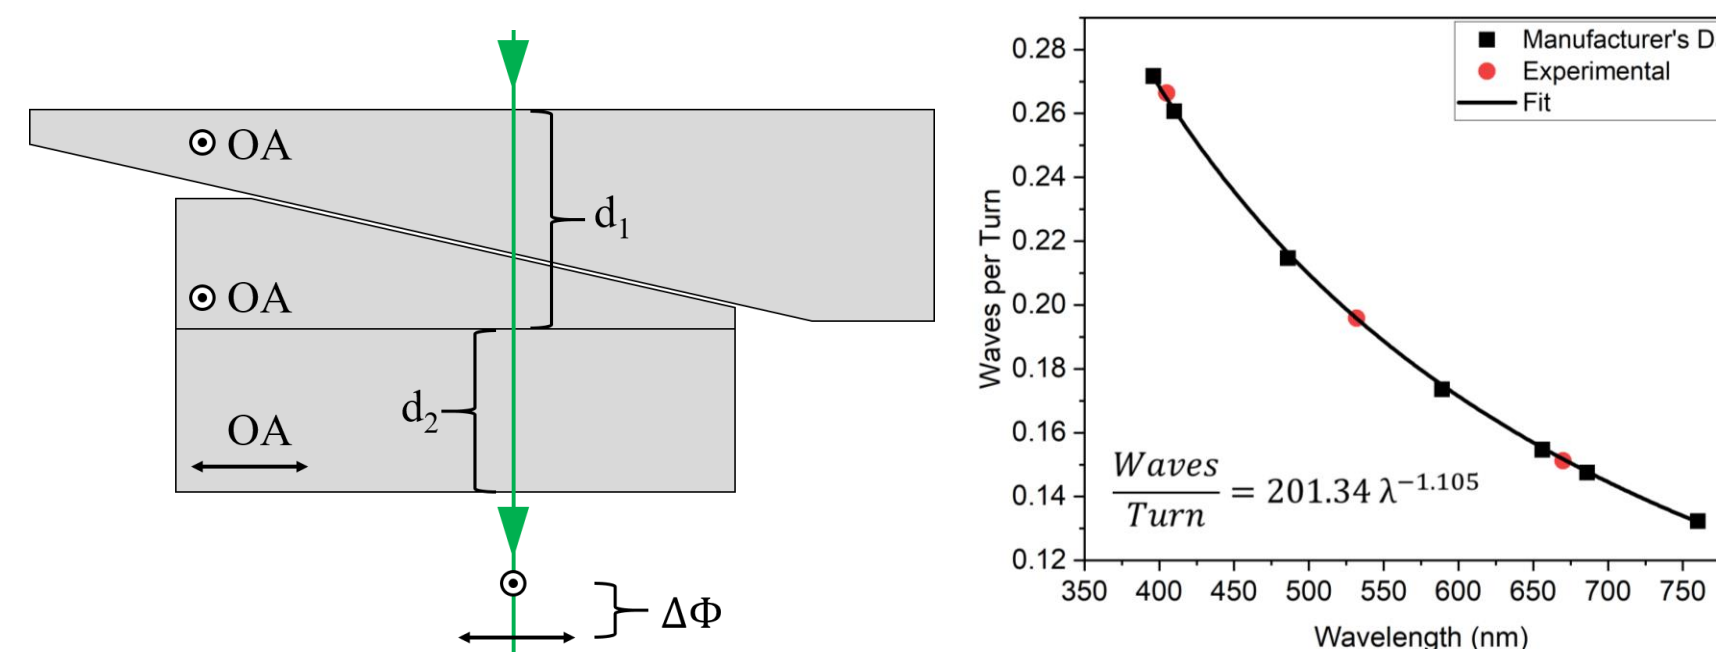 OA
d1
OA
d2
OA
ΔΦ
0.28
0.26
0.24
0.22
0.20
0.18
0.16
0.14
0.12
Waves per Turn
Manufacturer's D
Experimental
Fit
Waves/Turn = 201.34 λ^−1.105
350 400 450 500 550 600 650 700 750
Wavelength (nm)